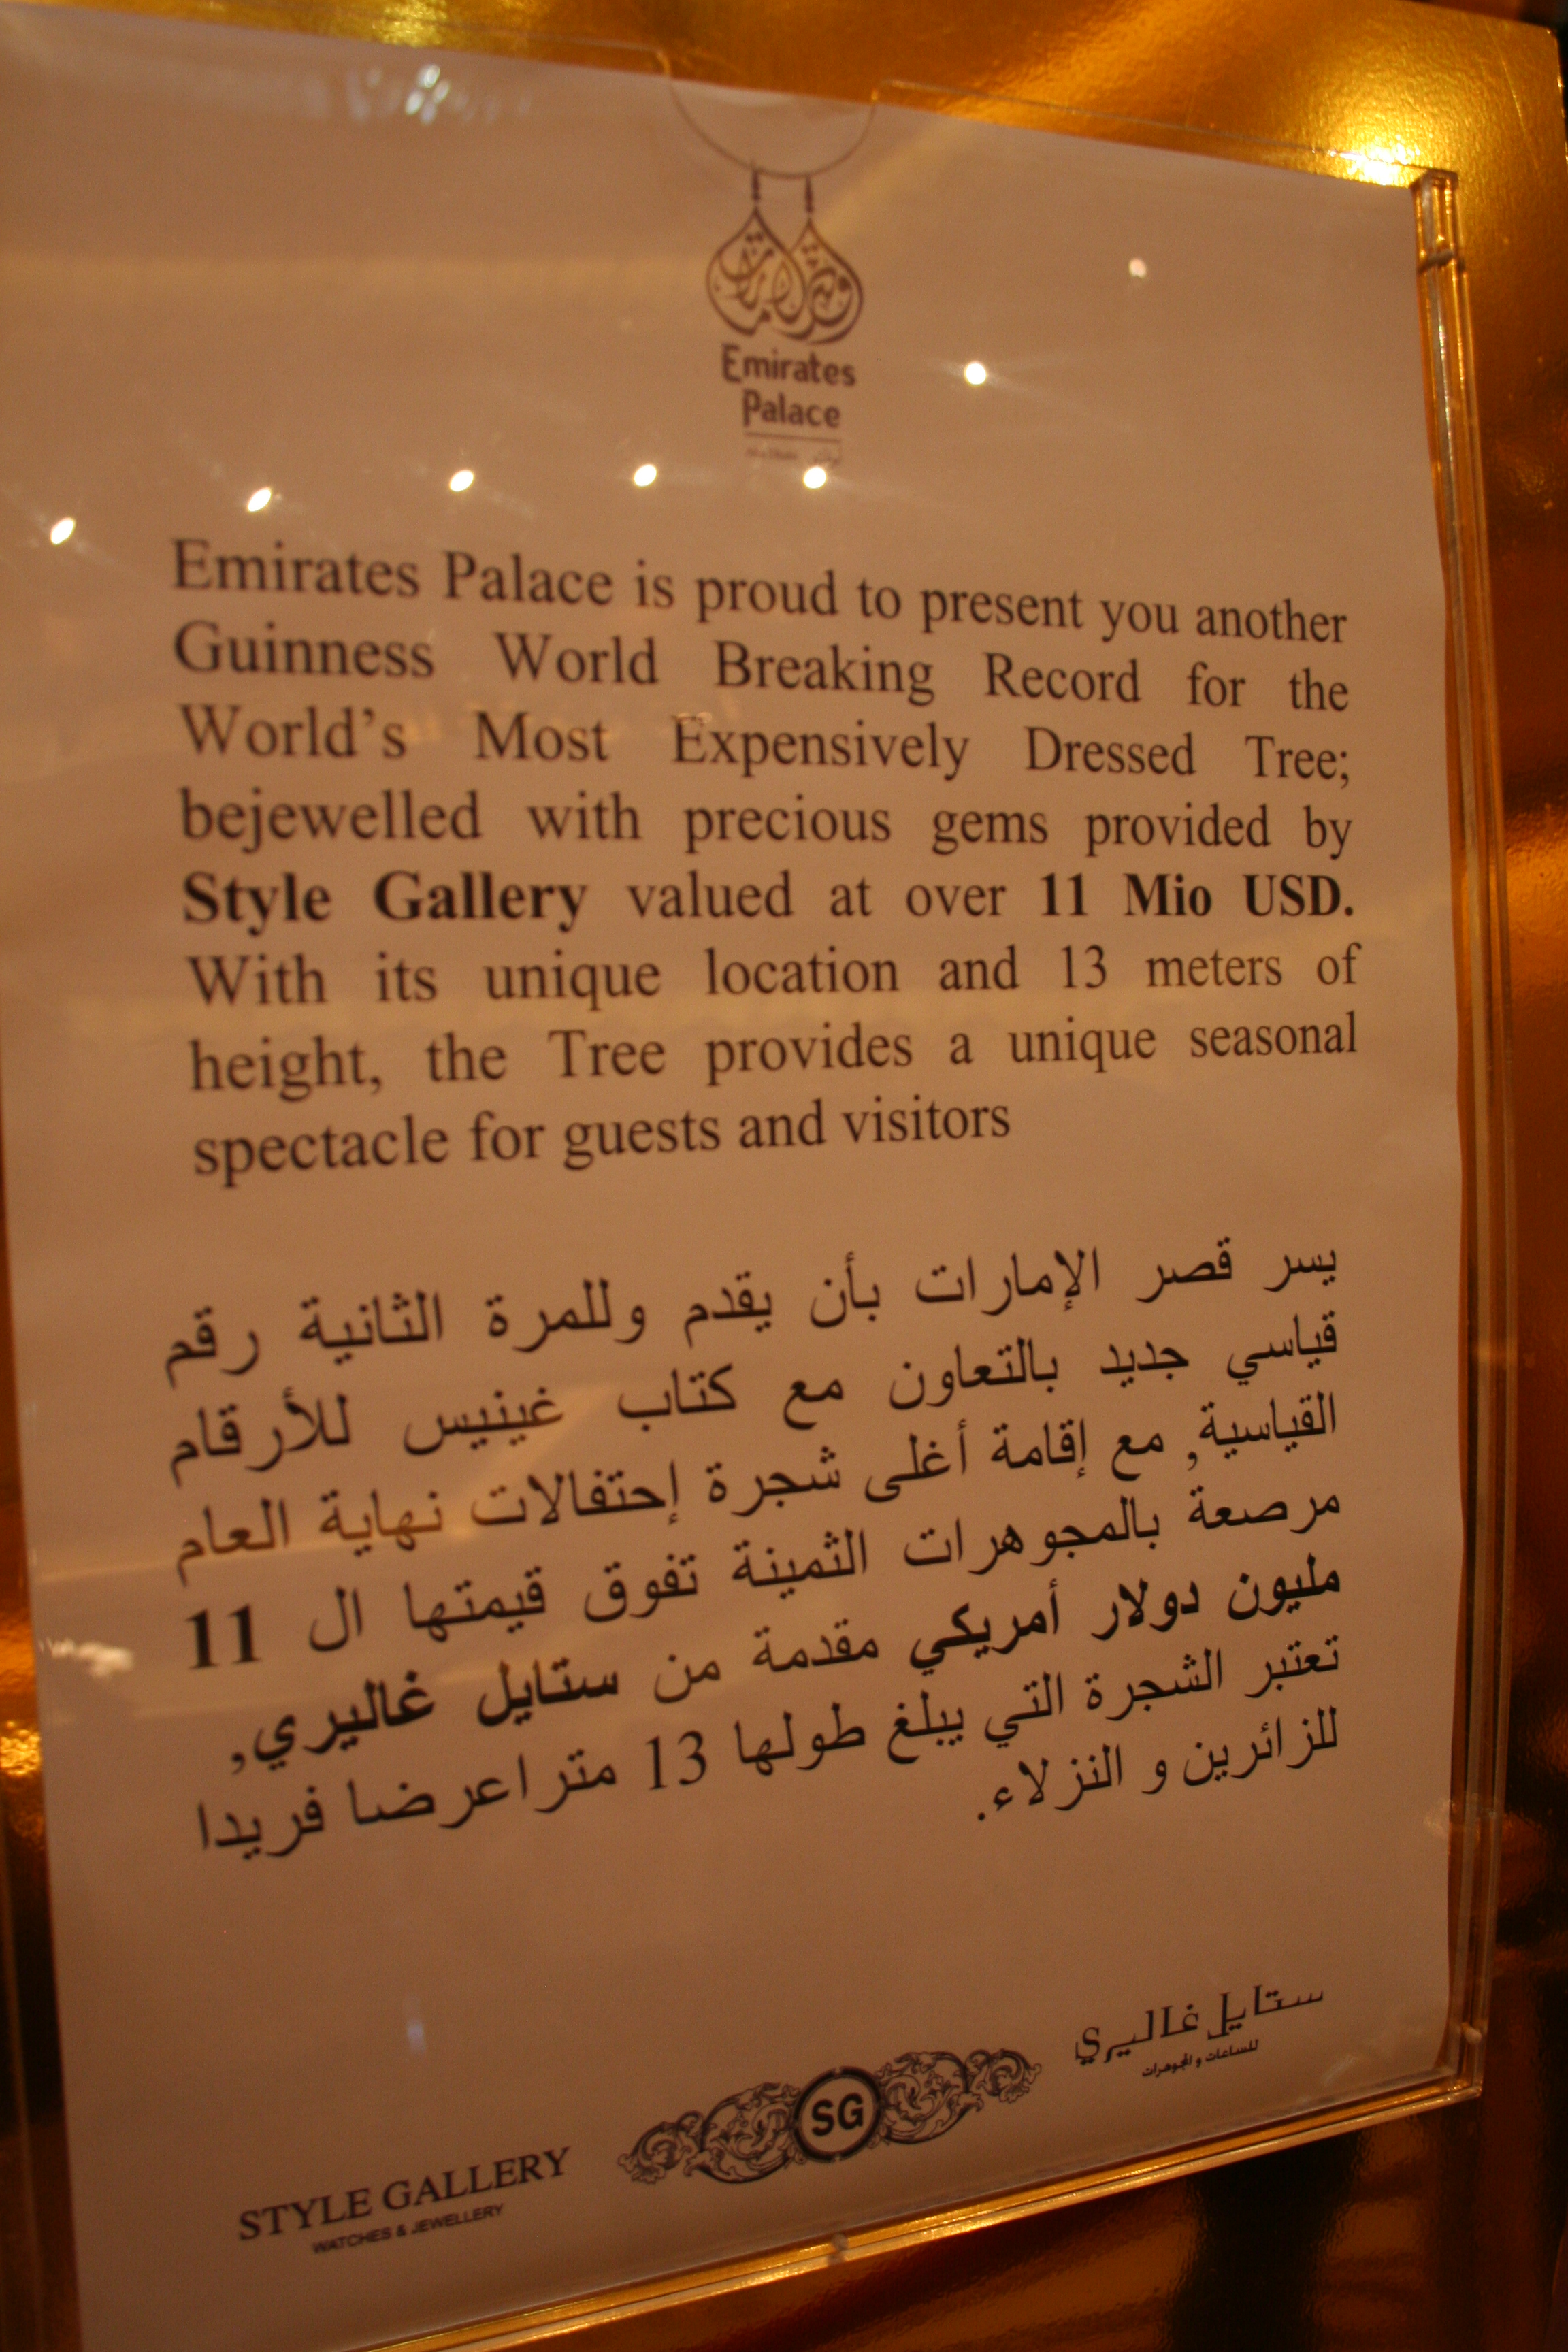 Emirates
Palace
Emirates Palace is proud to present you another
Guinness World Breaking Record for the
World's Most Expensively Dressed Tree;
bejewelled with precious gems provided by
Style Gallery valued at over 11 Mio USD.
With its unique location and 13 meters of
height, the Tree provides a unique seasonal
spectacle for guests and visitors
يسر قصر الإمارات بأن يقدم وللمرة الثانية رقم
قياسي جديد بالتعاون مع كتاب غينيس للأرقام
القياسية, مع إقامة أغلى شجرة إحتفالات نهاية العام
مرصعة بالمجوهرات الثمينة تفوق قيمتها ال 11
مليون دولار أمريكي مقدمة من ستايل غاليري,
تعتبر الشجرة التي يبلغ طولها 13 متراعرضا فريدا
للزائرين و النزلاء.
ستايل غاليري
للساعات و المجوهرات
SG
STYLE GALLERY
WATCHES & JEWELLERY